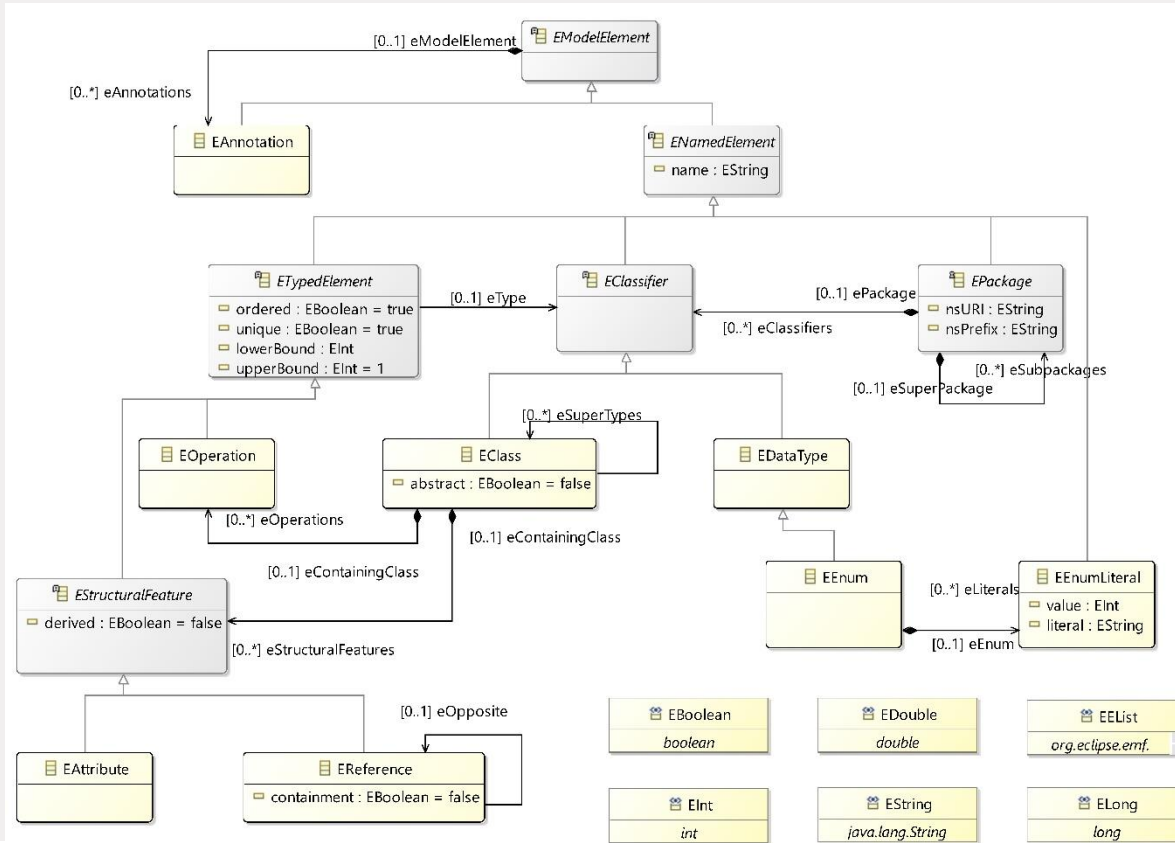 EModelElement
[0..1] eModelElement
[0..*] eAnnotations
EAnnotation
ENamedElement
name : EString
ETypedElement
ordered : EBoolean = true
unique : EBoolean = true
lowerBound : EInt
upperBound : EInt = 1
[0..1] eType
EClassifier
[0..1] ePackage
[0..*] eClassifiers
EPackage
nsURI : EString
nsPrefix : EString
[0..*] eSubpackages
[0..1] eSuperPackage
EOperation
[0..*] eSuperTypes
EClass
abstract : EBoolean = false
EDataType
[0..*] eOperations
[0..1] eContainingClass
[0..1] eContainingClass
EStructuralFeature
derived : EBoolean = false
[0..*] eStructuralFeatures
EEnum
[0..*] eLiterals
[0..1] eEnum
EEnumLiteral
value : EInt
literal : EString
EAttribute
[0..1] eOpposite
EReference
containment : EBoolean = false
EBoolean
boolean
EDouble
double
EEList
org.eclipse.emf.
EInt
int
EString
java.lang.String
ELong
long